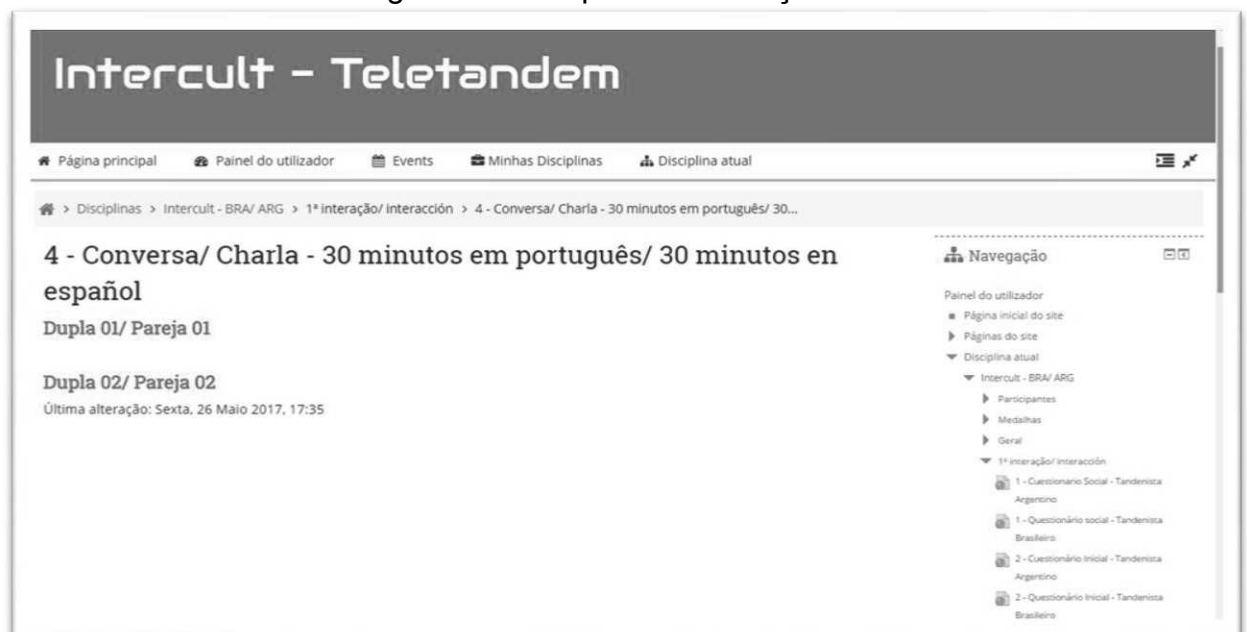 Intercult - Teletandem
Página principal Painel do utilizador Events Minhas Disciplinas Disciplina atual
> Disciplinas > Intercult - BRA/ ARG > 1ª interação/ interacción > 4 - Conversa/ Charla - 30 minutos em português/ 30...
4 - Conversa/ Charla - 30 minutos em português/ 30 minutos en
español
Dupla 01/ Pareja 01
Dupla 02/ Pareja 02
Última alteração: Sexta, 26 Maio 2017, 17:35
Navegação
Painel do utilizador
Página inicial do site
Páginas do site
Disciplina atual
Intercult - BRA/ ARG
Participantes
Medalhas
Geral
1ª interação/ interacción
1 - Cuestionario Social - Tandenista
Argentino
1 - Questionário social - Tandenista
Brasileiro
2 - Cuestionário Inicial - Tandenista
Argentino
2 - Questionário Inicial - Tandenista
Brasileiro